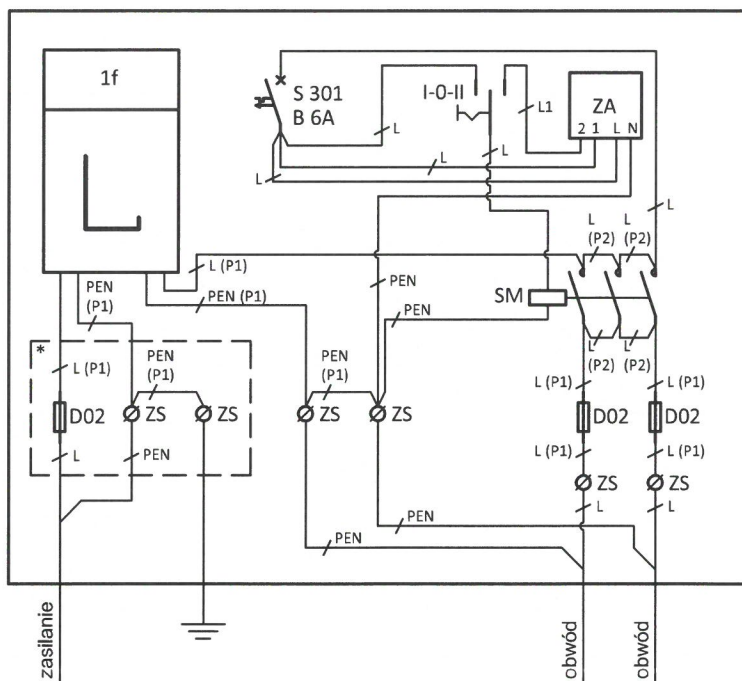 1f
S 301
B 6A
I-0-II
L
L1
ZA
2 1 L N
L
L
L
L
L
L
(P2)
L
(P2)
L (P1)
PEN
(P1)
PEN (P1)
PEN
SM
PEN
*
L (P1)
PEN
(P1)
PEN
(P1)
L
(P2)
L
(P2)
L (P1)
L (P1)
D02
ZS
ZS
ZS
ZS
D02
D02
L
PEN
L (P1)
L (P1)
ZS
ZS
L
L
PEN
PEN
zasilanie
obwód
obwód